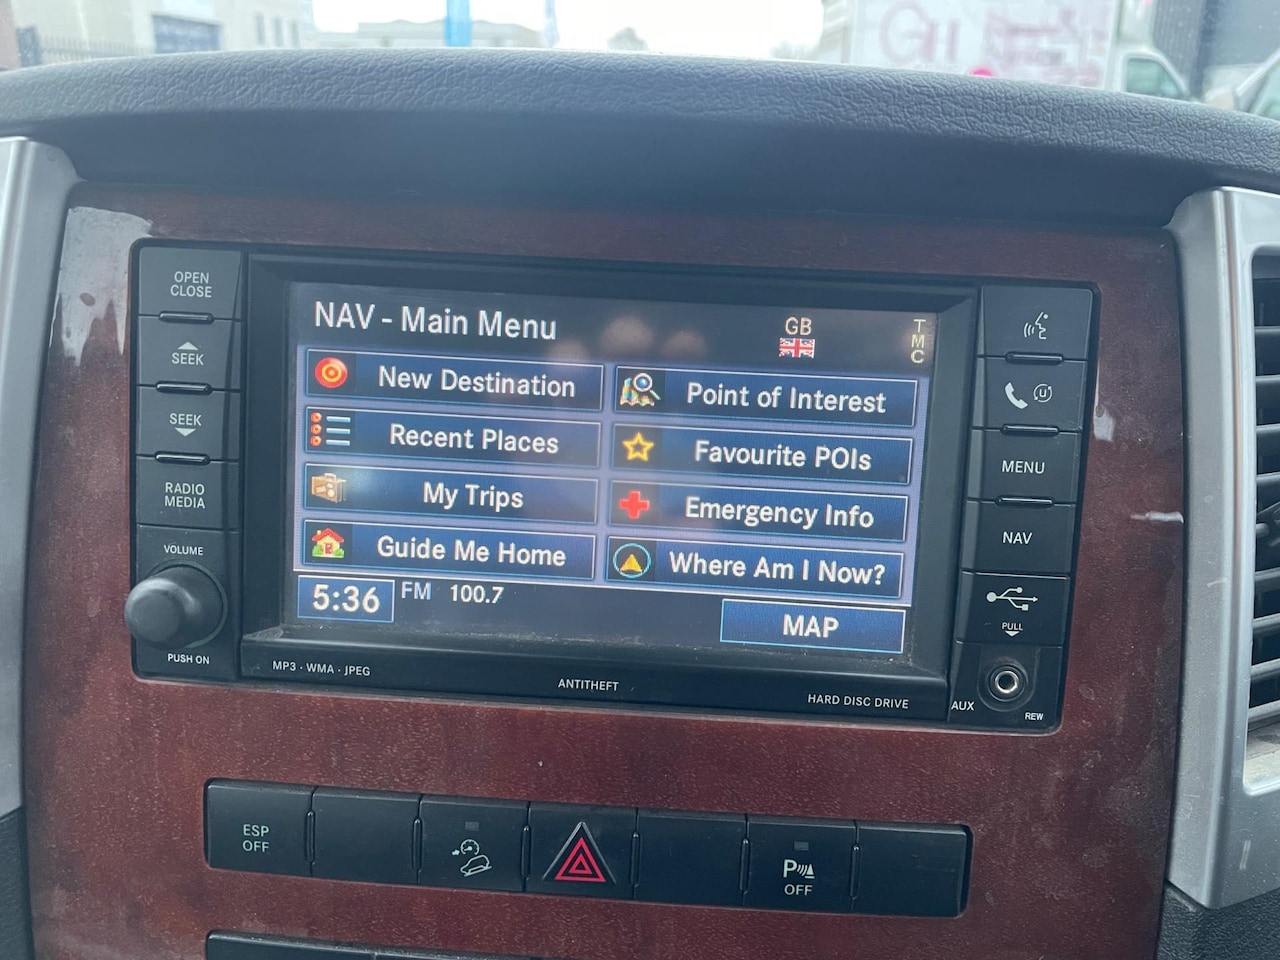 OPEN
CLOSE
SEEK
SEEK
RADIO
MEDIA
VOLUME
PUSH ON
NAV - Main Menu
GB
TMC
New Destination
Point of Interest
Recent Places
Favourite POIs
My Trips
Emergency Info
Guide Me Home
Where Am I Now?
5:36
FM 100.7
MAP
MENU
NAV
PULL
AUX
REW
MP3 · WMA · JPEG
ANTITHEFT
HARD DISC DRIVE
ESP
OFF
P
OFF